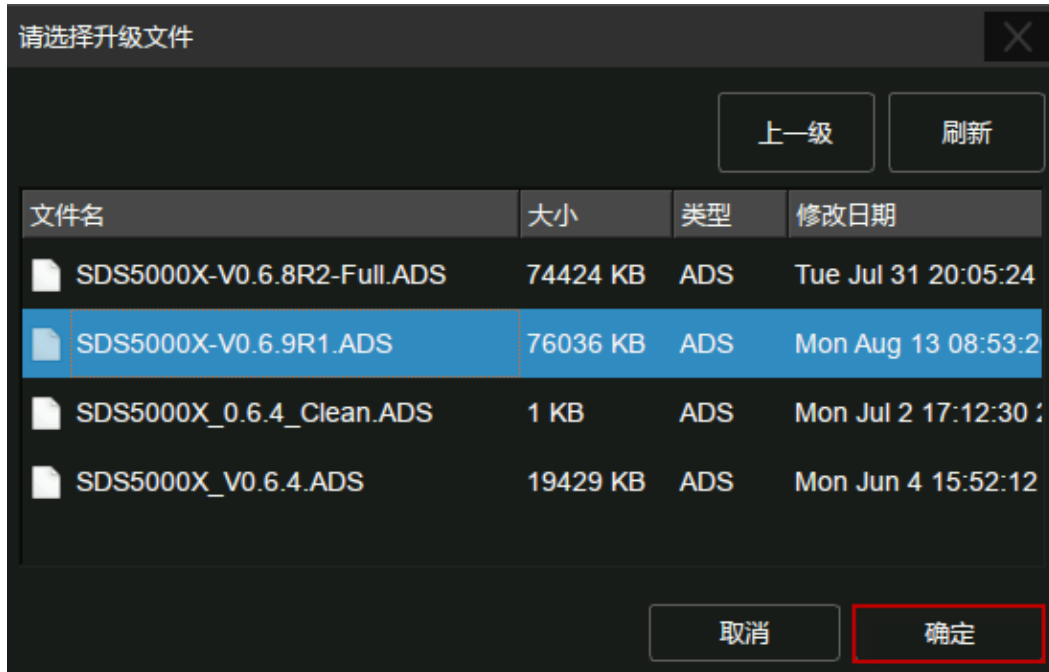 请选择升级文件
上一级 刷新
文件名 大小 类型 修改日期
SDS5000X-V0.6.8R2-Full.ADS 74424 KB ADS Tue Jul 31 20:05:24
SDS5000X-V0.6.9R1.ADS 76036 KB ADS Mon Aug 13 08:53:2
SDS5000X_0.6.4_Clean.ADS 1 KB ADS Mon Jul 2 17:12:30
SDS5000X_V0.6.4.ADS 19429 KB ADS Mon Jun 4 15:52:12
取消 确定